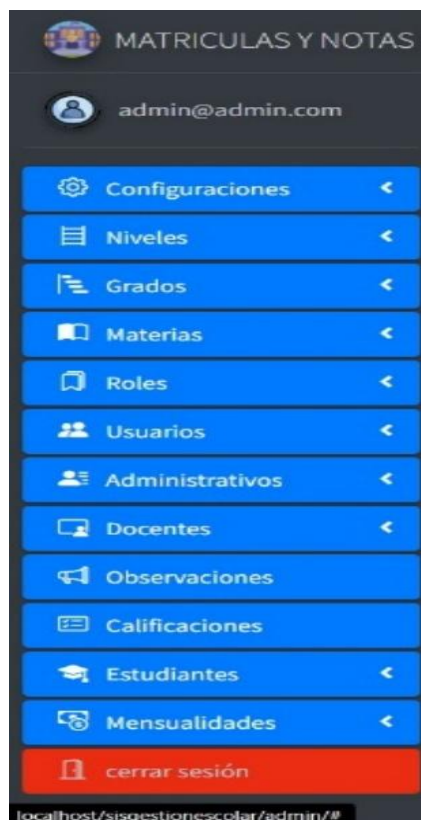 MATRICULAS Y NOTAS
admin@admin.com
Configuraciones
Niveles
Grados
Materias
Roles
Usuarios
Administrativos
Docentes
Observaciones
Calificaciones
Estudiantes
Mensualidades
cerrar sesión
localhost/sisgestionescolar/admin/#